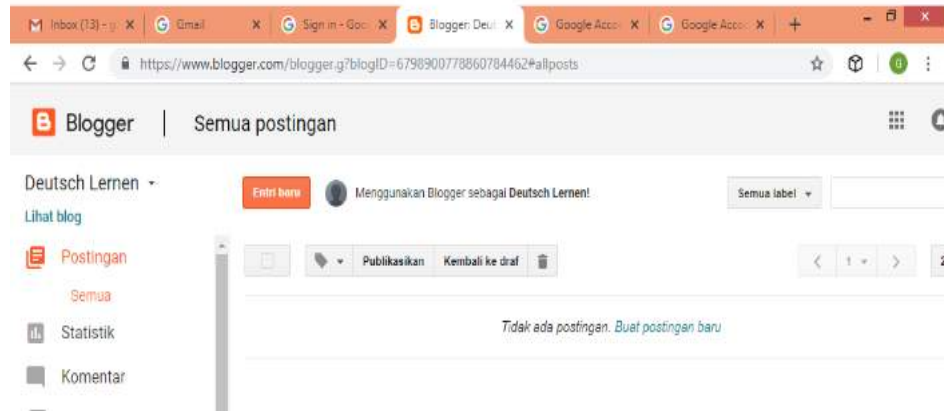 Inbox (13) - g
Gmail
Sign in - Goo
Blogger: Deut
Google Acco
Google Acco
https://www.blogger.com/blogger.g?blogID=6798900778860784462#allposts
G
Blogger | Semua postingan
Deutsch Lernen
Lihat blog
Entri baru
Menggunakan Blogger sebagai Deutsch Lernen!
Semua label
Postingan
Publikasikan
Kembali ke draf
1
2
Semua
Tidak ada postingan. Buat postingan baru
Statistik
Komentar